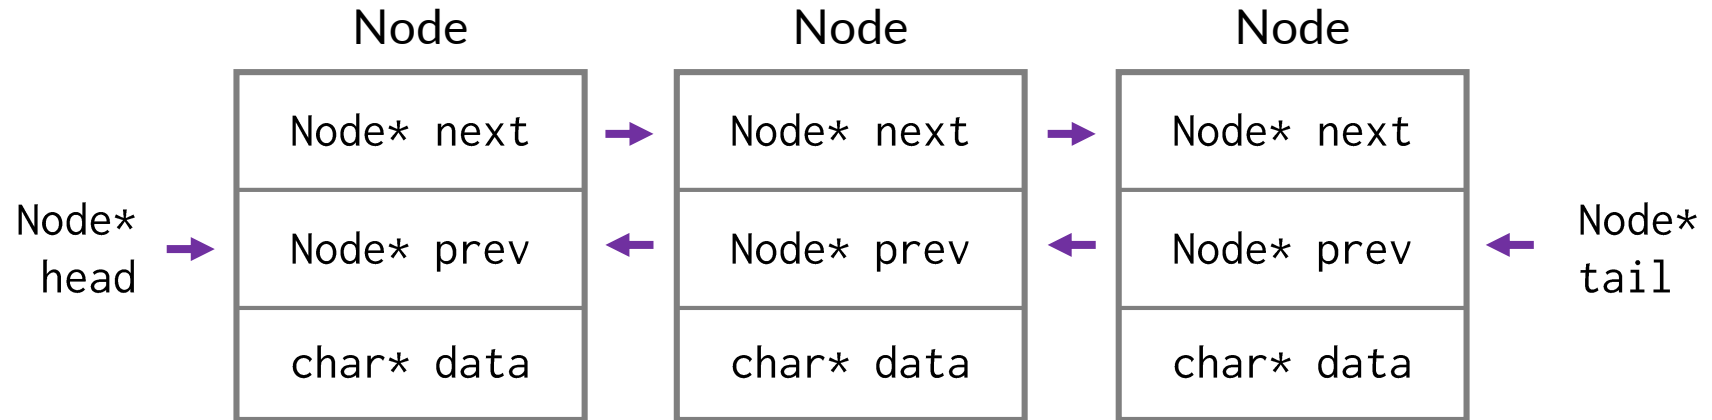 Node Node Node
Node* next Node* next Node* next
Node*
head
Node* prev Node* prev Node* prev
Node*
tail
char* data char* data char* data